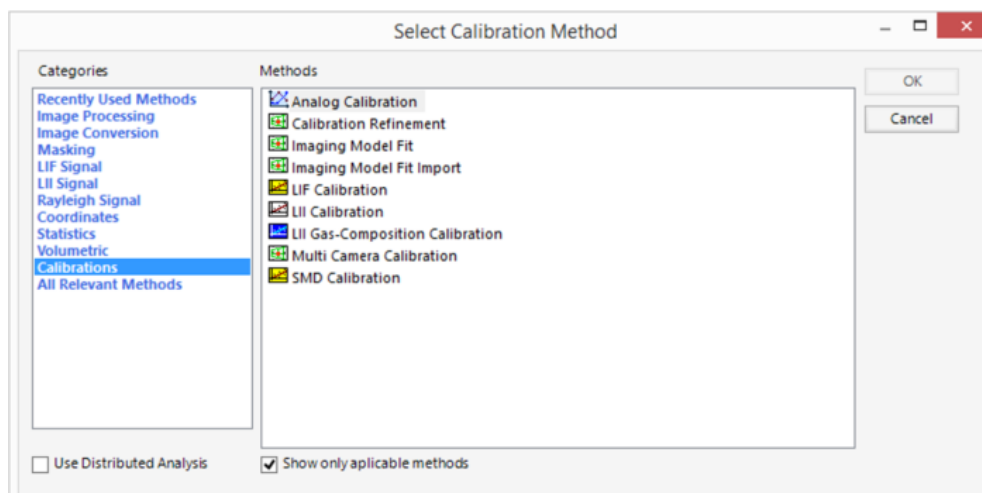 Select Calibration Method
Categories
Recently Used Methods
Image Processing
Image Conversion
Masking
LIF Signal
LII Signal
Rayleigh Signal
Coordinates
Statistics
Volumetric
Calibrations
All Relevant Methods
Use Distributed Analysis
Methods
Analog Calibration
Calibration Refinement
Imaging Model Fit
Imaging Model Fit Import
LIF Calibration
LII Calibration
LII Gas-Composition Calibration
Multi Camera Calibration
SMD Calibration
Show only aplicable methods
OK
Cancel